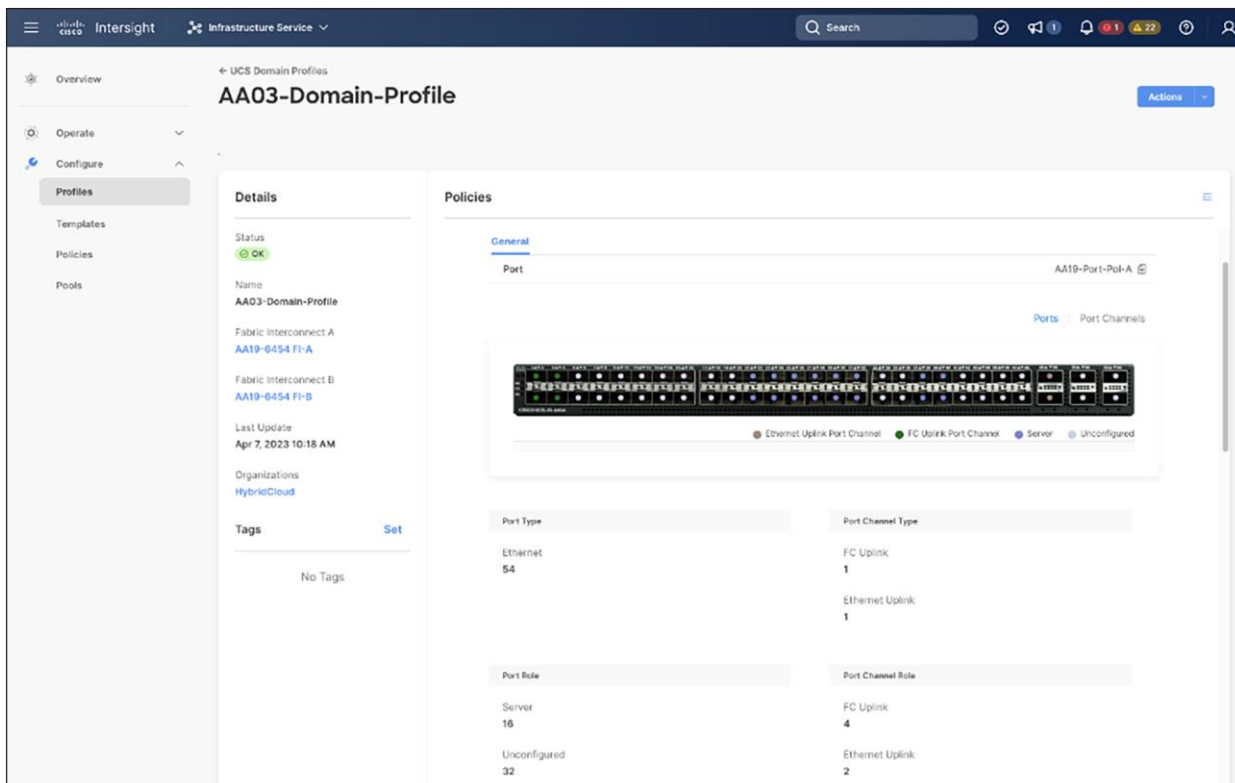 CISCO Intersight
Infrastructure Service
Search
1
1
22
Overview
Operate
Configure
Profiles
Templates
Policies
Pools
← UCS Domain Profiles
AA03-Domain-Profile
Actions
Details
Status
OK
Name
AA03-Domain-Profile
Fabric Interconnect A
AA19-6454 FI-A
Fabric Interconnect B
AA19-6454 FI-B
Last Update
Apr 7, 2023 10:18 AM
Organizations
HybridCloud
Tags
Set
No Tags
Policies
General
Port
AA19-Port-Pol-A
Ports
Port Channels
Ethernet Uplink Port Channel
FC Uplink Port Channel
Server
Unconfigured
Port Type
Ethernet
54
Port Channel Type
FC Uplink
1
Ethernet Uplink
1
Port Role
Server
16
Unconfigured
32
Port Channel Role
FC Uplink
4
Ethernet Uplink
2